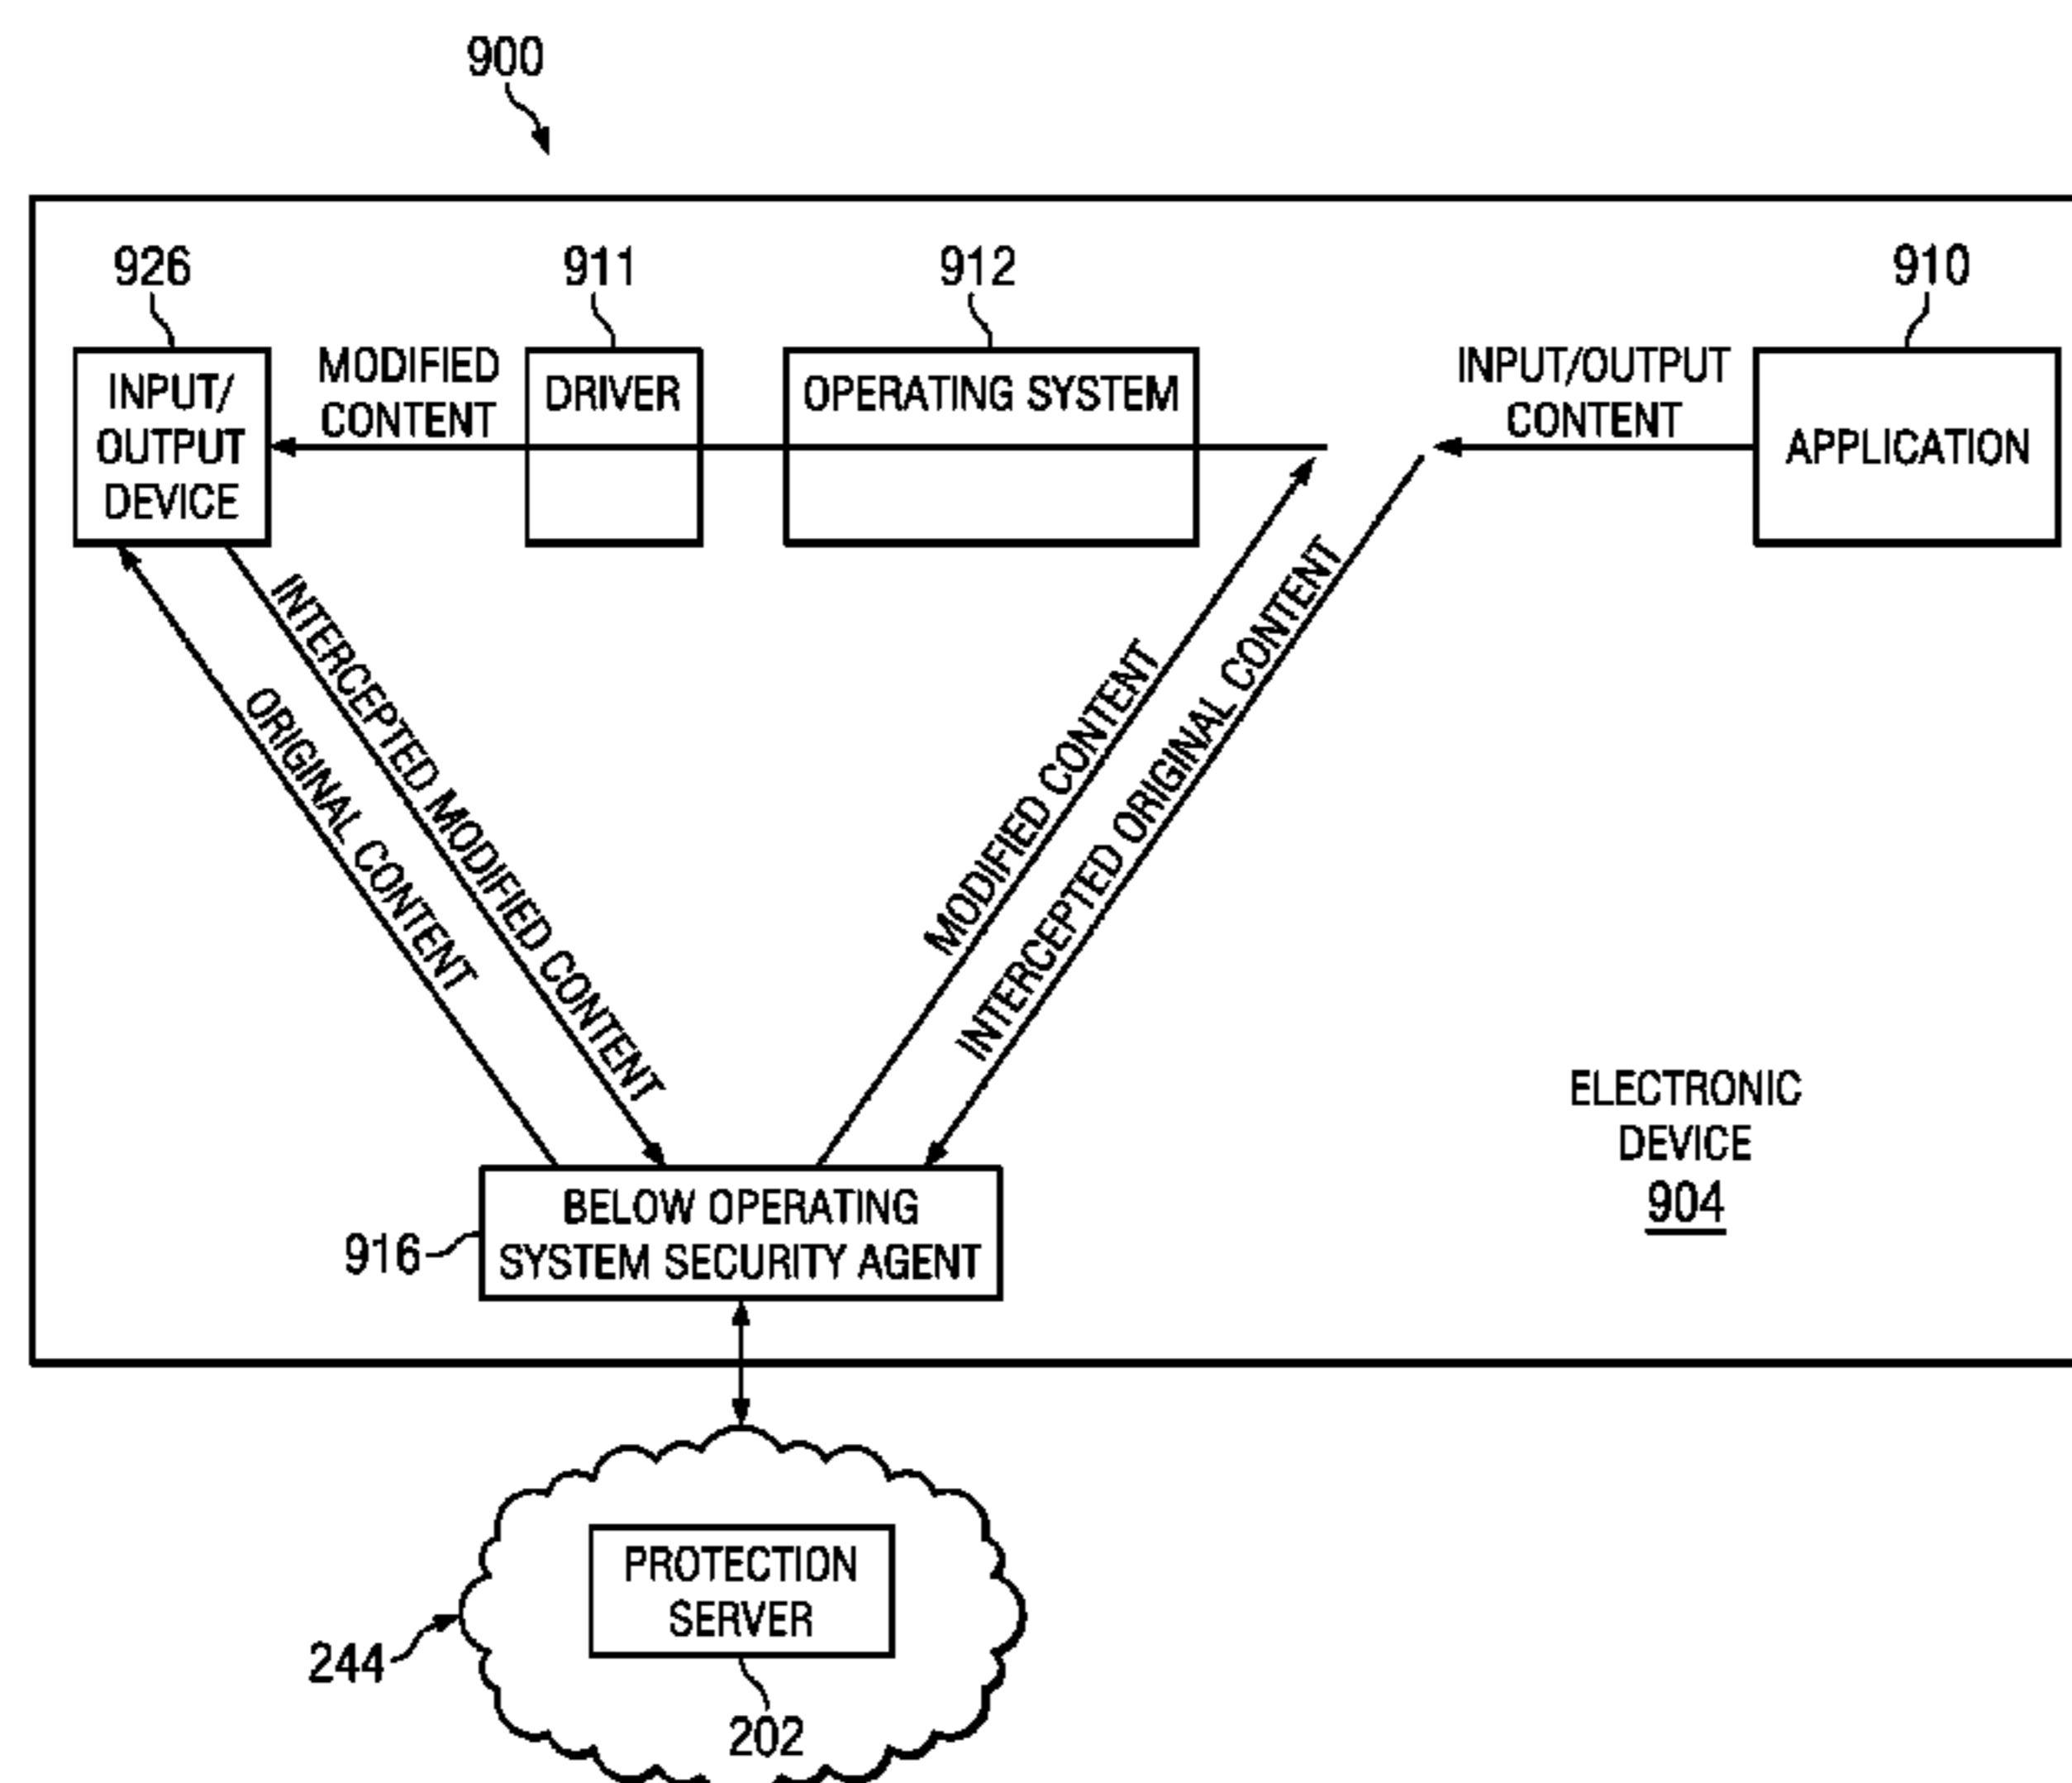 900
926
911
912
910
INPUT/
OUTPUT
DEVICE
MODIFIED
CONTENT
DRIVER
OPERATING SYSTEM
INPUT/OUTPUT
CONTENT
APPLICATION
ORIGINAL CONTENT
INTERCEPTED MODIFIED CONTENT
MODIFIED CONTENT
INTERCEPTED ORIGINAL CONTENT
ELECTRONIC
DEVICE
904
916
BELOW OPERATING
SYSTEM SECURITY AGENT
PROTECTION
SERVER
244
202